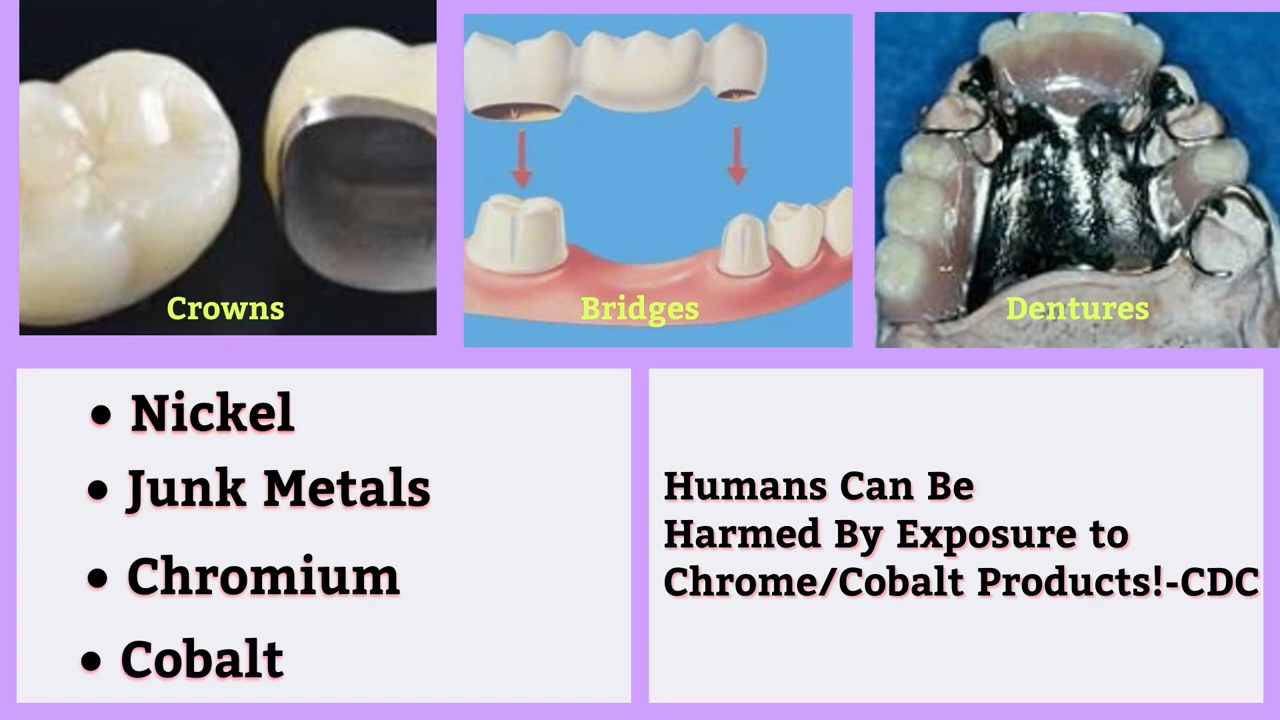 Crowns
Bridges
Dentures
• Nickel
• Junk Metals
• Chromium
• Cobalt
Humans Can Be
Harmed By Exposure to
Chrome/Cobalt Products!-CDC